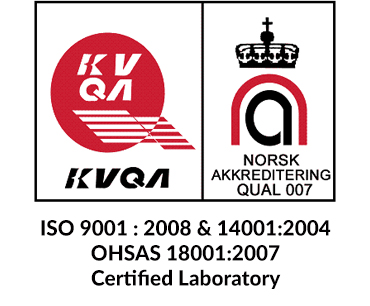 KV
QA
KVQA
NORSK
AKKREDITERING
QUAL 007
ISO 9001 : 2008 & 14001:2004
OHSAS 18001:2007
Certified Laboratory